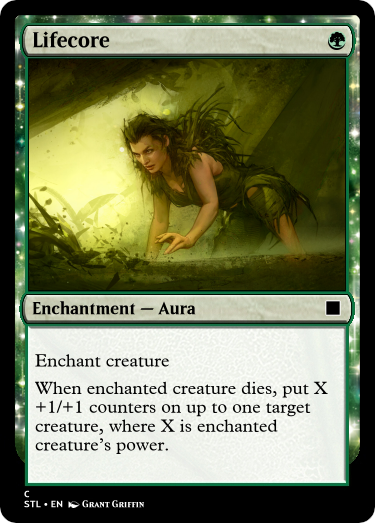 Lifecore
Enchantment — Aura
Enchant creature
When enchanted creature dies, put X
+1/+1 counters on up to one target
creature, where X is enchanted
creature's power.
C
STL • EN Grant Griffin